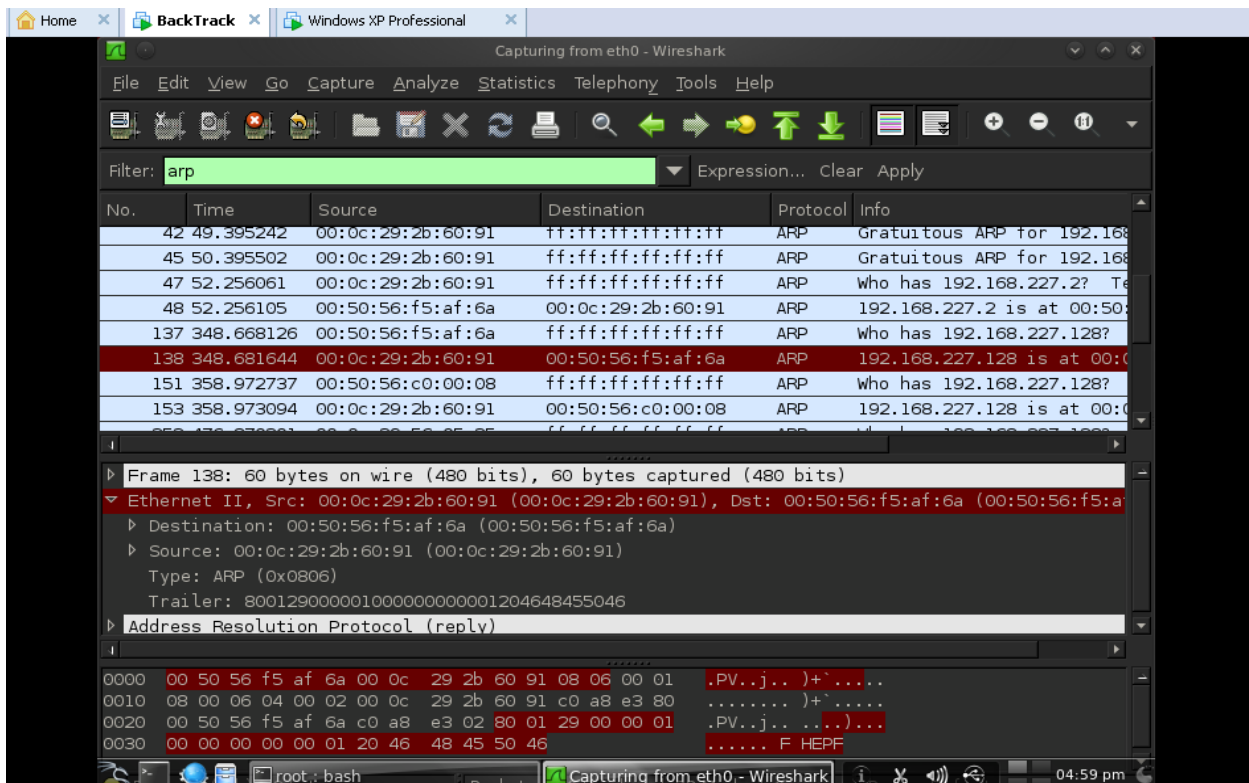 Home BackTrack Windows XP Professional
Capturing from eth0 - Wireshark
File Edit View Go Capture Analyze Statistics Telephony Tools Help
Filter: arp Expression... Clear Apply
No. Time Source Destination Protocol Info
42 49.395242 00:0c:29:2b:60:91 ff:ff:ff:ff:ff:ff ARP Gratuitous ARP for 192.168
45 50.395502 00:0c:29:2b:60:91 ff:ff:ff:ff:ff:ff ARP Gratuitous ARP for 192.168
47 52.256061 00:0c:29:2b:60:91 ff:ff:ff:ff:ff:ff ARP Who has 192.168.227.2? Te
48 52.256105 00:50:56:f5:af:6a 00:0c:29:2b:60:91 ARP 192.168.227.2 is at 00:50:
137 348.668126 00:50:56:f5:af:6a ff:ff:ff:ff:ff:ff ARP Who has 192.168.227.128?
138 348.681644 00:0c:29:2b:60:91 00:50:56:f5:af:6a ARP 192.168.227.128 is at 00:0
151 358.972737 00:50:56:c0:00:08 ff:ff:ff:ff:ff:ff ARP Who has 192.168.227.128?
153 358.973094 00:0c:29:2b:60:91 00:50:56:c0:00:08 ARP 192.168.227.128 is at 00:0
Frame 138: 60 bytes on wire (480 bits), 60 bytes captured (480 bits)
Ethernet II, Src: 00:0c:29:2b:60:91 (00:0c:29:2b:60:91), Dst: 00:50:56:f5:af:6a (00:50:56:f5:a
Destination: 00:50:56:f5:af:6a (00:50:56:f5:af:6a)
Source: 00:0c:29:2b:60:91 (00:0c:29:2b:60:91)
Type: ARP (0x0806)
Trailer: 800129000001000000000001204648455046
Address Resolution Protocol (reply)
0000 00 50 56 f5 af 6a 00 0c 29 2b 60 91 08 06 00 01 .PV..j.. )+`.....
0010 08 00 06 04 00 02 00 0c 29 2b 60 91 c0 a8 e3 80 ........ )+`.....
0020 00 50 56 f5 af 6a c0 a8 e3 02 80 01 29 00 00 01 .PV..j.. ....)...
0030 00 00 00 00 00 01 20 46 48 45 50 46 ...... F HEPF
root : bash Capturing from eth0 - Wireshark 04:59 pm